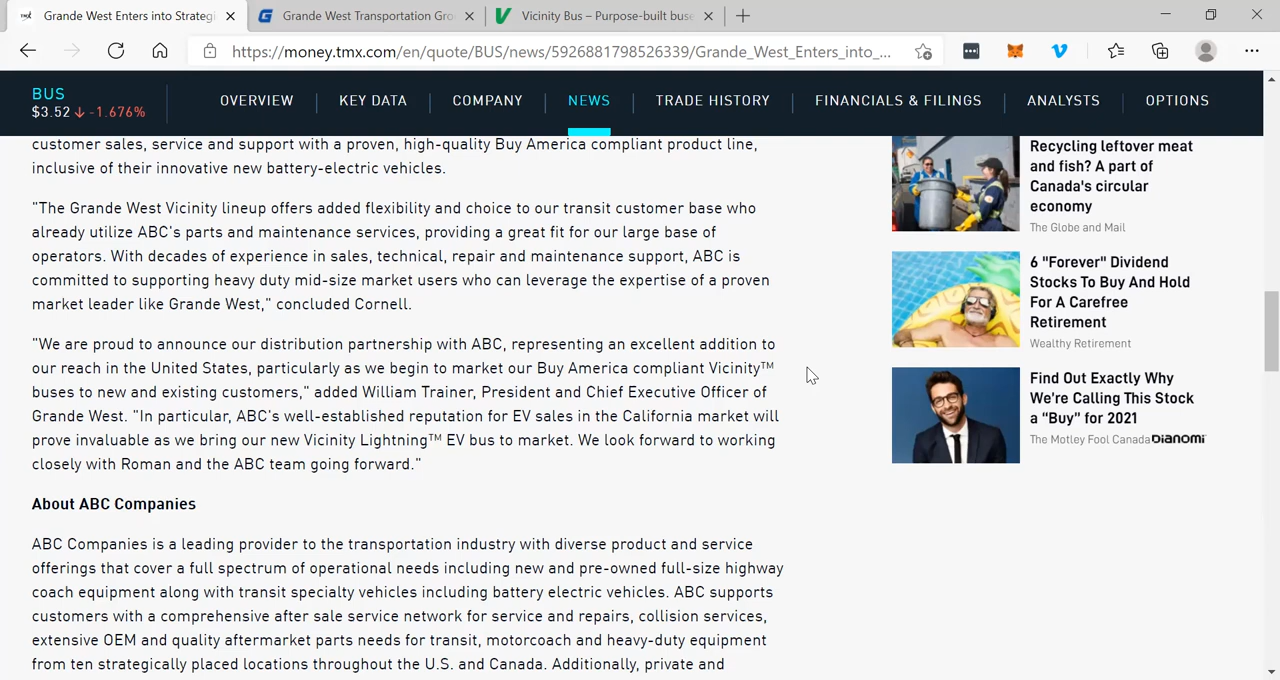 Grande West Enters into Strategi
Grande West Transportation Gro
Vicinity Bus – Purpose-built buse
https://money.tmx.com/en/quote/BUS/news/5926881798526339/Grande_West_Enters_into_...
BUS
$3.52 -1.676%
OVERVIEW
KEY DATA
COMPANY
NEWS
TRADE HISTORY
FINANCIALS & FILINGS
ANALYSTS
OPTIONS
customer sales, service and support with a proven, high-quality Buy America compliant product line,
inclusive of their innovative new battery-electric vehicles.
"The Grande West Vicinity lineup offers added flexibility and choice to our transit customer base who
already utilize ABC's parts and maintenance services, providing a great fit for our large base of
operators. With decades of experience in sales, technical, repair and maintenance support, ABC is
committed to supporting heavy duty mid-size market users who can leverage the expertise of a proven
market leader like Grande West," concluded Cornell.
"We are proud to announce our distribution partnership with ABC, representing an excellent addition to
our reach in the United States, particularly as we begin to market our Buy America compliant Vicinity™
buses to new and existing customers," added William Trainer, President and Chief Executive Officer of
Grande West. "In particular, ABC's well-established reputation for EV sales in the California market will
prove invaluable as we bring our new Vicinity Lightning™ EV bus to market. We look forward to working
closely with Roman and the ABC team going forward."
About ABC Companies
ABC Companies is a leading provider to the transportation industry with diverse product and service
offerings that cover a full spectrum of operational needs including new and pre-owned full-size highway
coach equipment along with transit specialty vehicles including battery electric vehicles. ABC supports
customers with a comprehensive after sale service network for service and repairs, collision services,
extensive OEM and quality aftermarket parts needs for transit, motorcoach and heavy-duty equipment
from ten strategically placed locations throughout the U.S. and Canada. Additionally, private and
Recycling leftover meat
and fish? A part of
Canada's circular
economy
The Globe and Mail
6 "Forever" Dividend
Stocks To Buy And Hold
For A Carefree
Retirement
Wealthy Retirement
Find Out Exactly Why
We're Calling This Stock
a “Buy” for 2021
The Motley Fool Canada
DIANOMI